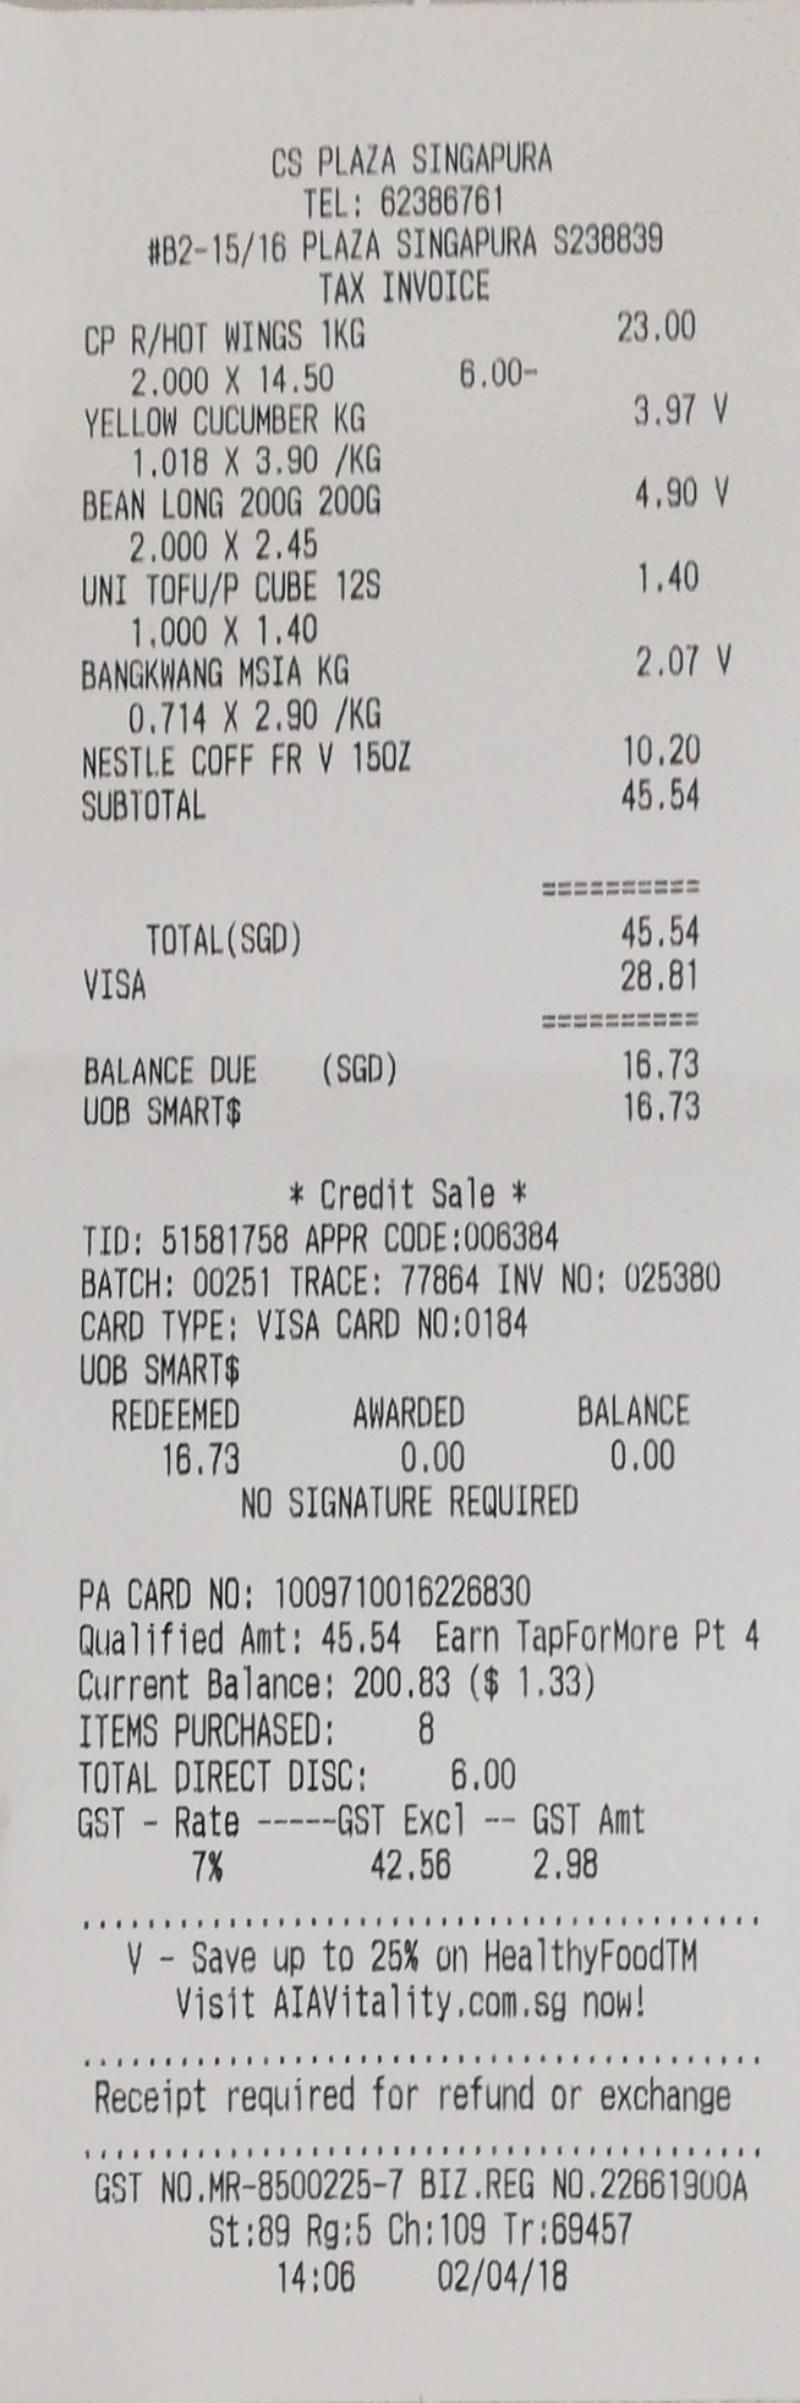 CS PLAZA SINGAPURA
TEL: 62386761
#B2-15/16 PLAZA SINGAPURA S238839
TAX INVOICE
CP R/HOT WINGS 1KG 23.00
2.000 X 14.50 6.00-
YELLOW CUCUMBER KG 3.97 V
1.018 X 3.90 /KG
BEAN LONG 200G 200G 4.90 V
2.000 X 2.45
UNI TOFU/P CUBE 12S 1.40
1.000 X 1.40
BANGKWANG MSIA KG 2.07 V
0.714 X 2.90 /KG
NESTLE COFF FR V 15OZ 10.20
SUBTOTAL 45.54
==========
TOTAL(SGD) 45.54
VISA 28.81
==========
BALANCE DUE (SGD) 16.73
UOB SMART$ 16.73
* Credit Sale *
TID: 51581758 APPR CODE:006384
BATCH: 00251 TRACE: 77864 INV NO: 025380
CARD TYPE: VISA CARD NO:0184
UOB SMART$
REDEEMED AWARDED BALANCE
16.73 0.00 0.00
NO SIGNATURE REQUIRED
PA CARD NO: 1009710016226830
Qualified Amt: 45.54 Earn TapForMore Pt 4
Current Balance: 200.83 ($ 1.33)
ITEMS PURCHASED: 8
TOTAL DIRECT DISC: 6.00
GST - Rate -----GST Excl -- GST Amt
7% 42.56 2.98
..........................................
V - Save up to 25% on HealthyFoodTM
Visit AIAVitality.com.sg now!
..........................................
Receipt required for refund or exchange
..........................................
GST NO.MR-8500225-7 BIZ.REG NO.22661900A
St:89 Rg:5 Ch:109 Tr:69457
14:06 02/04/18